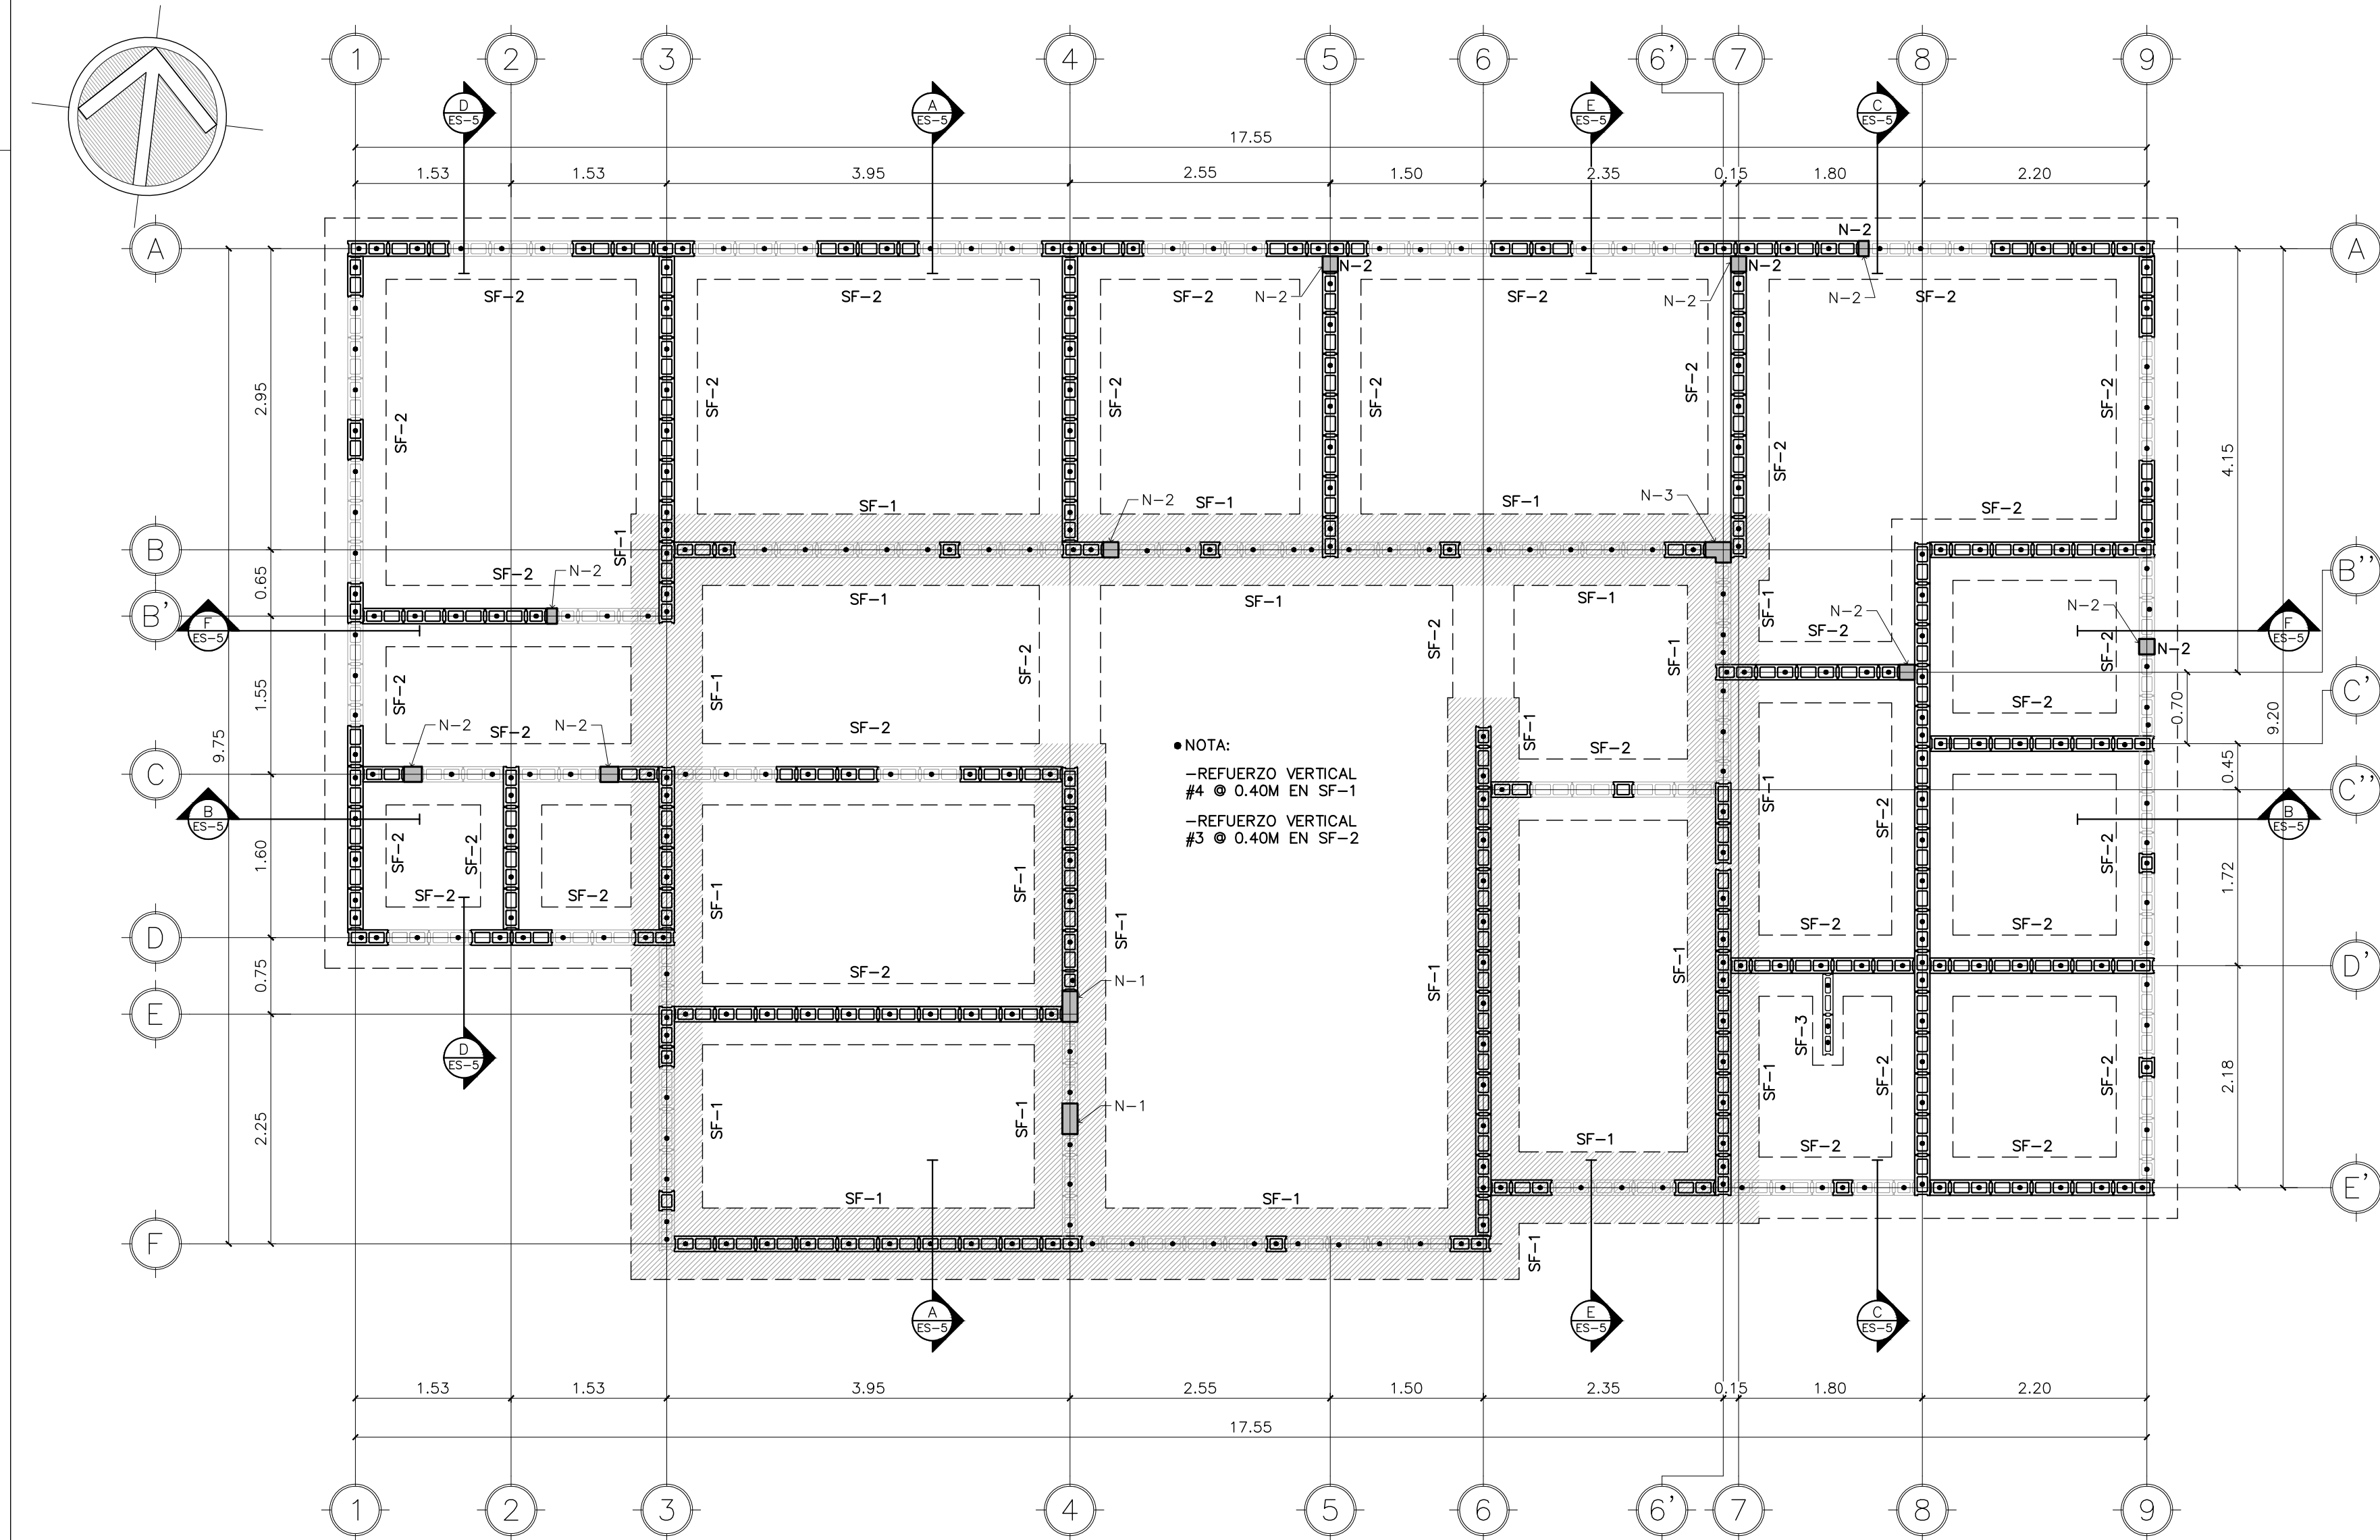 1 2 3 4 5 6 6' 7 8 9
D ES-5
A ES-5
E ES-5
C ES-5
17.55
1.53 1.53 3.95 2.55 1.50 2.35 0.15 1.80 2.20
N-2
A A
N-2 N-2
SF-2 SF-2 SF-2 N-2 SF-2 N-2 N-2 SF-2
2.95
SF-2 SF-2 SF-2 SF-2 SF-2 SF-2 SF-2
4.15
SF-1 N-2 SF-1 SF-1 N-3 SF-2
B
SF-1
B''
0.65
SF-2 N-2 SF-1 SF-1 SF-1 SF-1 N-2 N-2
B'
F ES-5
SF-2 SF-2 SF-1 SF-2 SF-2
F ES-5
N-2
1.55
SF-2 SF-1 SF-2
C'
0.70
9.75 9.20
N-2 N-2 SF-2 SF-2 SF-1 SF-2 SF-2
●NOTA:
-REFUERZO VERTICAL
#4 @ 0.40M EN SF-1
-REFUERZO VERTICAL
#3 @ 0.40M EN SF-2
C
0.45
C''
B ES-5
SF-1 SF-2
B ES-5
1.60
SF-2 SF-2 SF-1 SF-1 SF-2
1.72
SF-2 SF-2
SF-1 SF-2 SF-2
D
SF-1 SF-1
D'
0.75
SF-2 N-1
E
SF-3
D ES-5
SF-1 SF-2 SF-2
2.18
2.25
SF-1 SF-1 N-1
SF-1 SF-2 SF-2
E'
SF-1 SF-1
F
SF-1
A ES-5
E ES-5
C ES-5
1.53 1.53 3.95 2.55 1.50 2.35 0.15 1.80 2.20
17.55
1 2 3 4 5 6 6' 7 8 9